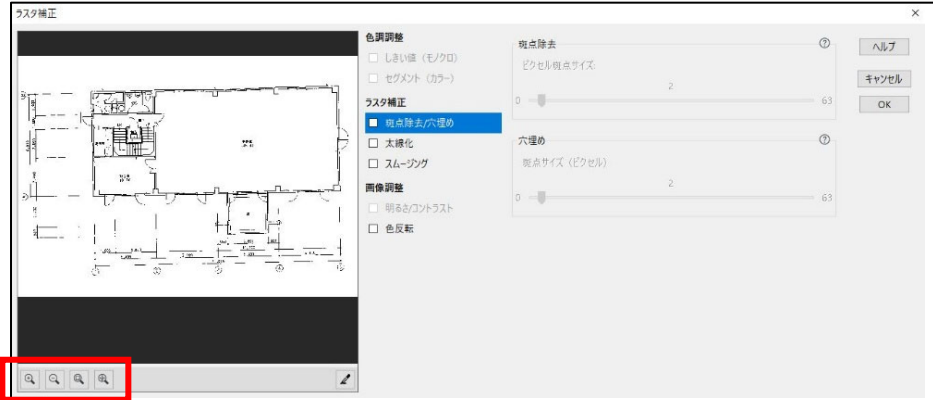 ラスタ補正
色調調整
しきい値（モノクロ）
セグメント（カラー）
ラスタ補正
斑点除去/穴埋め
太線化
スムージング
画像調整
明るさ/コントラスト
色反転
斑点除去
ピクセル斑点サイズ:
2
0
63
穴埋め
斑点サイズ（ピクセル）
2
0
63
ヘルプ
キャンセル
OK